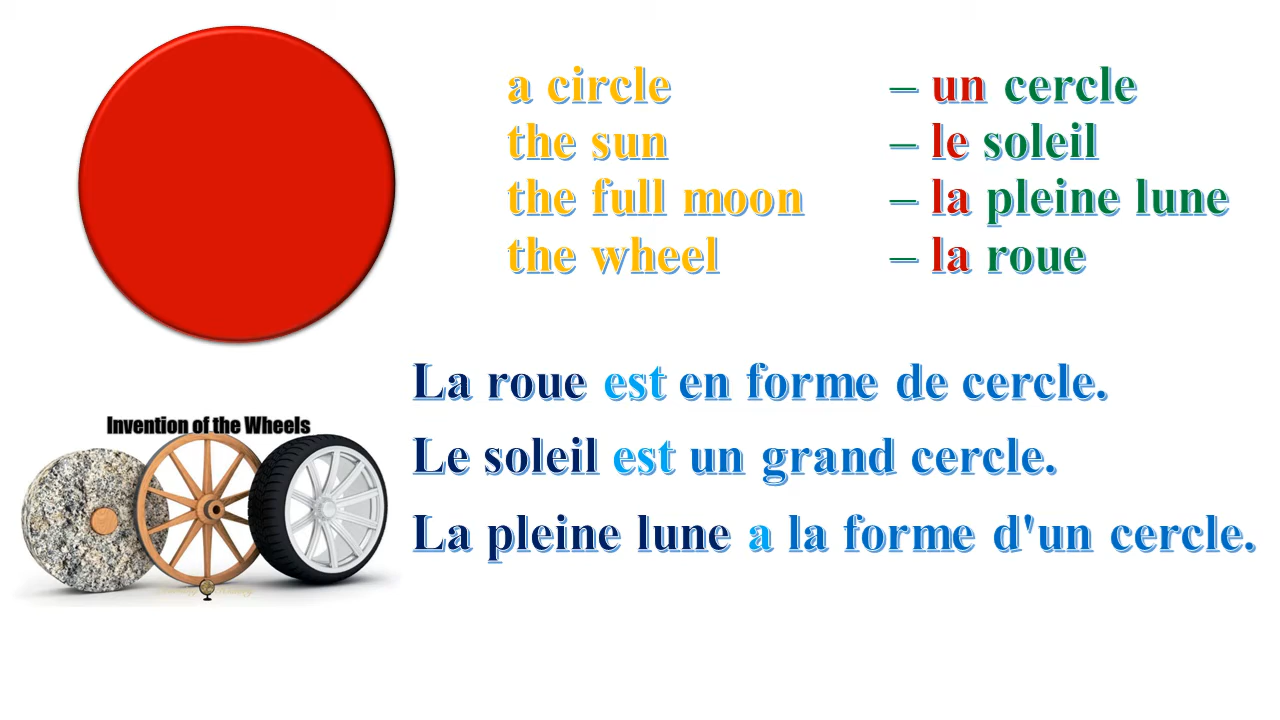 a circle – un cercle
the sun – le soleil
the full moon – la pleine lune
the wheel – la roue
La roue est en forme de cercle.
Invention of the Wheels
Le soleil est un grand cercle.
La pleine lune a la forme d'un cercle.